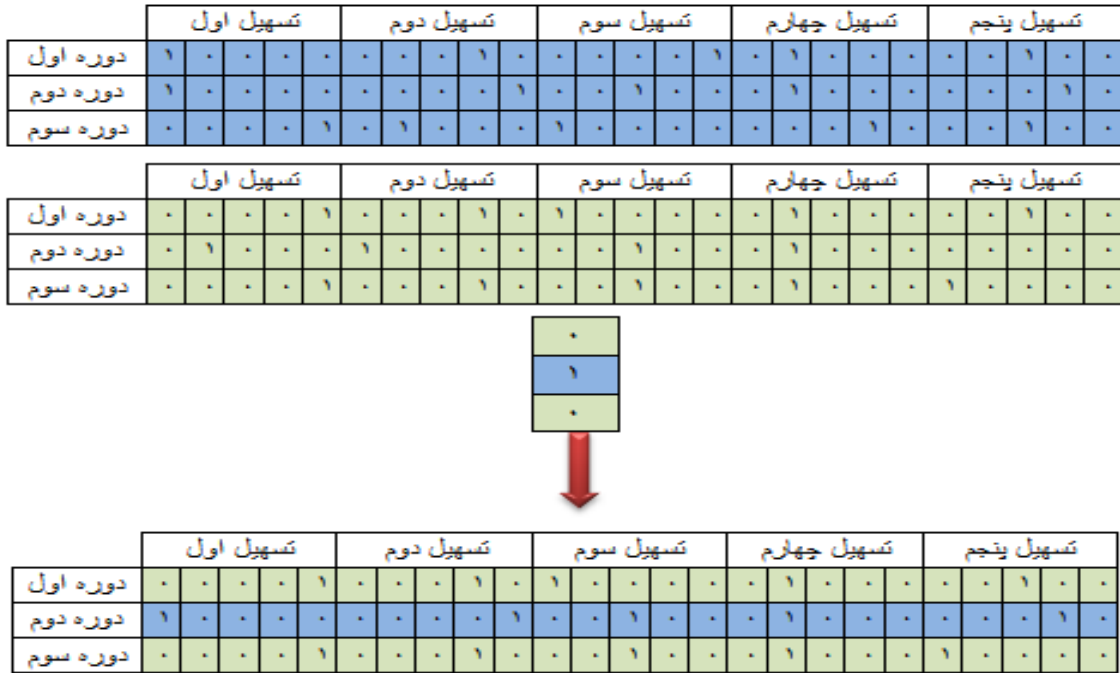 تسهیل اول تسهیل دوم تسهیل سوم تسهیل چهارم تسهیل پنجم
دوره اول ۱ ۰ ۰ ۰ ۰ ۰ ۰ ۰ ۱ ۰ ۰ ۰ ۰ ۰ ۱ ۰ ۱ ۰ ۰ ۰ ۰ ۰ ۱ ۰ ۰
دوره دوم ۱ ۰ ۰ ۰ ۰ ۰ ۰ ۰ ۰ ۱ ۰ ۰ ۱ ۰ ۰ ۰ ۱ ۰ ۰ ۰ ۰ ۰ ۰ ۱ ۰
دوره سوم ۰ ۰ ۰ ۰ ۱ ۰ ۱ ۰ ۰ ۰ ۱ ۰ ۰ ۰ ۰ ۰ ۰ ۰ ۱ ۰ ۰ ۰ ۱ ۰ ۰
تسهیل اول تسهیل دوم تسهیل سوم تسهیل چهارم تسهیل پنجم
دوره اول ۰ ۰ ۰ ۰ ۱ ۰ ۰ ۰ ۱ ۰ ۱ ۰ ۰ ۰ ۰ ۰ ۱ ۰ ۰ ۰ ۰ ۰ ۱ ۰ ۰
دوره دوم ۰ ۱ ۰ ۰ ۰ ۱ ۰ ۰ ۰ ۰ ۰ ۰ ۱ ۰ ۰ ۰ ۱ ۰ ۰ ۰ ۰ ۰ ۰ ۰ ۰
دوره سوم ۰ ۰ ۰ ۰ ۱ ۰ ۰ ۰ ۱ ۰ ۰ ۰ ۱ ۰ ۰ ۰ ۱ ۰ ۰ ۰ ۱ ۰ ۰ ۰ ۰
۰
۱
۰
تسهیل اول تسهیل دوم تسهیل سوم تسهیل چهارم تسهیل پنجم
دوره اول ۰ ۰ ۰ ۰ ۱ ۰ ۰ ۰ ۱ ۰ ۱ ۰ ۰ ۰ ۰ ۰ ۱ ۰ ۰ ۰ ۰ ۰ ۱ ۰ ۰
دوره دوم ۱ ۰ ۰ ۰ ۰ ۰ ۰ ۰ ۰ ۱ ۰ ۰ ۱ ۰ ۰ ۰ ۱ ۰ ۰ ۰ ۰ ۰ ۰ ۱ ۰
دوره سوم ۰ ۰ ۰ ۰ ۱ ۰ ۰ ۰ ۱ ۰ ۰ ۰ ۱ ۰ ۰ ۰ ۱ ۰ ۰ ۰ ۱ ۰ ۰ ۰ ۰